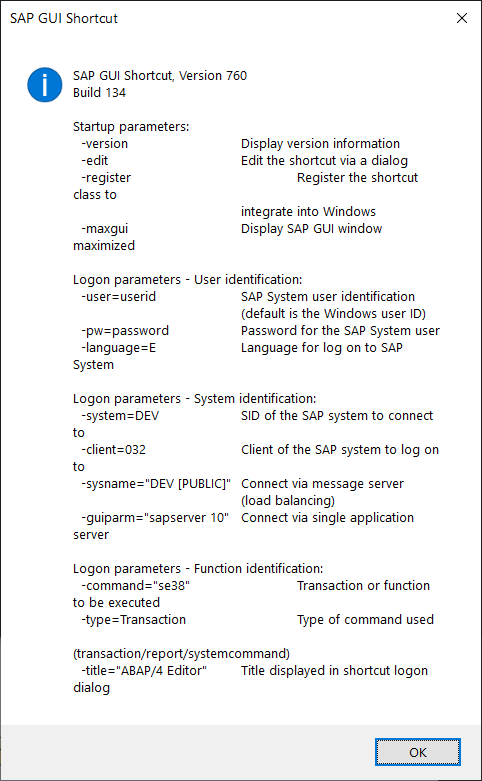 SAP GUI Shortcut
SAP GUI Shortcut, Version 760
Build 134
Startup parameters:
-version Display version information
-edit Edit the shortcut via a dialog
-register Register the shortcut
class to
integrate into Windows
-maxgui Display SAP GUI window
maximized
Logon parameters - User identification:
-user=userid SAP System user identification
(default is the Windows user ID)
-pw=password Password for the SAP System user
-language=E Language for log on to SAP
System
Logon parameters - System identification:
-system=DEV SID of the SAP system to connect
to
-client=032 Client of the SAP system to log on
to
-sysname="DEV [PUBLIC]" Connect via message server
(load balancing)
-guiparm="sapserver 10" Connect via single application
server
Logon parameters - Function identification:
-command="se38" Transaction or function
to be executed
-type=Transaction Type of command used
(transaction/report/systemcommand)
-title="ABAP/4 Editor" Title displayed in shortcut logon
dialog
OK